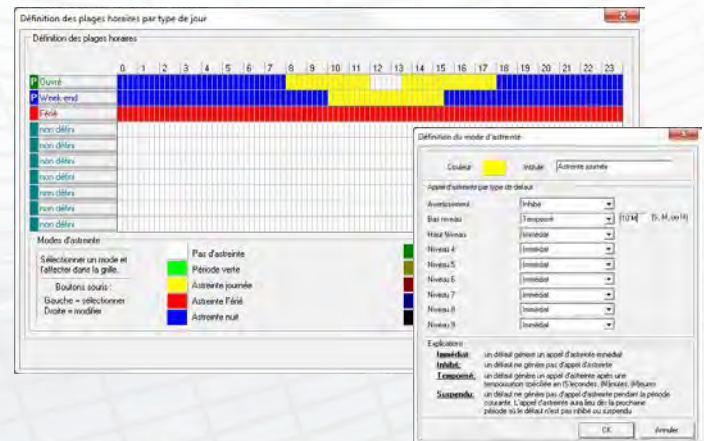 Définition des plages horaires par type de jour
Définition des plages horaires
0 1 2 3 4 5 6 7 8 9 10 11 12 13 14 15 16 17 18 19 20 21 22 23
P Ouvré
P Week end
Férié
non défini
non défini
non défini
non défini
non défini
non défini
non défini
Modes d'astreinte
Sélectionner un mode et
l'affecter dans la grille.
Boutons souris :
Gauche = sélectionner
Droite = modifier
Pas d'astreinte
Période verte
Astreinte journée
Astreinte Férié
Astreinte nuit
Définition du mode d'astreinte
Couleur
Intitulé
Astreinte journée
Appel d'astreinte par type de défaut
Avertissement Inhibé
Bas niveau Temporisé 10 M (S, M, ou H)
Haut Niveau Immédiat
Niveau 4 Immédiat
Niveau 5 Immédiat
Niveau 6 Immédiat
Niveau 7 Immédiat
Niveau 8 Immédiat
Niveau 9 Immédiat
Explications
Immédiat: un défaut génère un appel d'astreinte immédiat
Inhibé: un défaut ne génère pas d'appel d'astreinte
Temporisé: un défaut génère un appel d'astreinte après une
temporisation spécifiée en (S)econdes, (M)inutes, (H)eures
Suspendu: un défaut ne génère pas d'appel d'astreinte pendant la période
courante. L'appel d'astreinte aura lieu dès la prochaine
période où le défaut n'est pas inhibé ou suspendu
OK Annuler